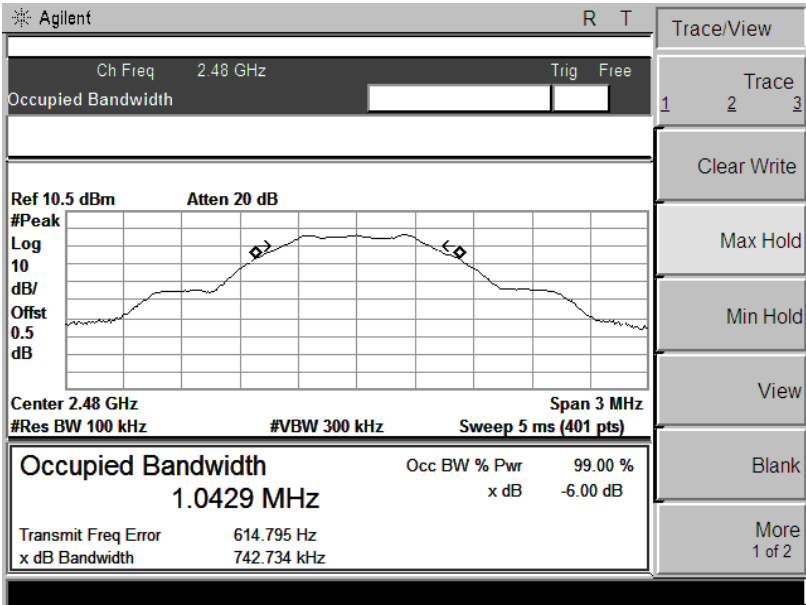 Agilent R T
Trace/View
Ch Freq 2.48 GHz Trig Free
Occupied Bandwidth
Trace
1 2 3
Clear Write
Ref 10.5 dBm Atten 20 dB
#Peak
Log
10
dB/
Offst
0.5
dB
Max Hold
Min Hold
View
Center 2.48 GHz Span 3 MHz
#Res BW 100 kHz #VBW 300 kHz Sweep 5 ms (401 pts)
Occupied Bandwidth Occ BW % Pwr 99.00 %
1.0429 MHz x dB -6.00 dB
Transmit Freq Error 614.795 Hz
x dB Bandwidth 742.734 kHz
Blank
More
1 of 2